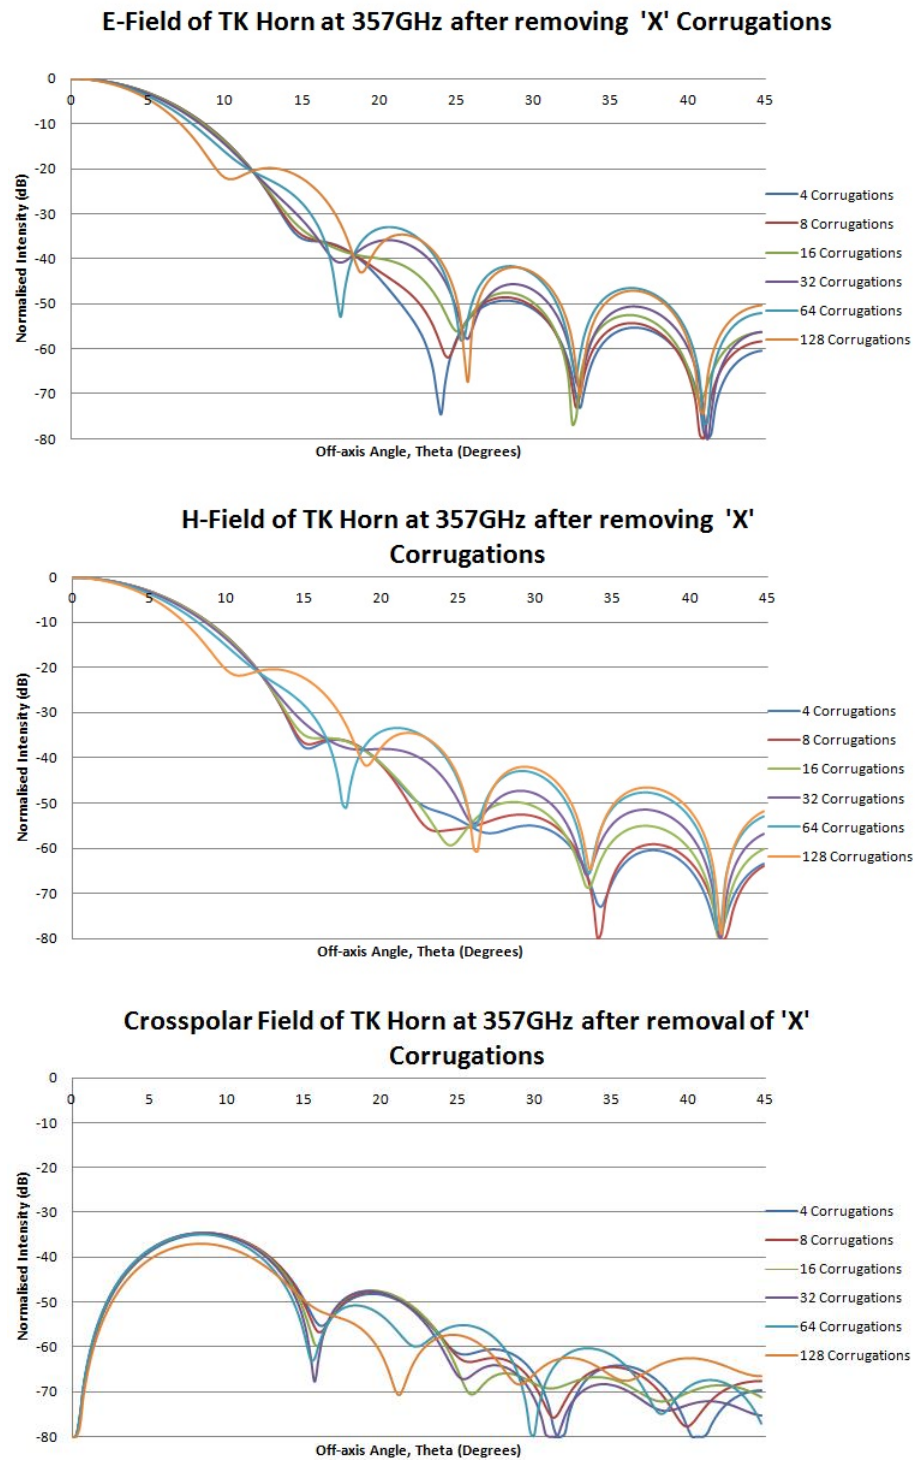 E-Field of TK Horn at 357GHz after removing 'X' Corrugations
0
0 5 10 15 20 25 30 35 40 45
-10
-20
-30
-40
-50
-60
-70
-80
Normalised Intensity (dB)
Off-axis Angle, Theta (Degrees)
4 Corrugations
8 Corrugations
16 Corrugations
32 Corrugations
64 Corrugations
128 Corrugations
H-Field of TK Horn at 357GHz after removing 'X'
Corrugations
0
0 5 10 15 20 25 30 35 40 45
-10
-20
-30
-40
-50
-60
-70
-80
Normalised Intensity (dB)
Off-axis Angle, Theta (Degrees)
4 Corrugations
8 Corrugations
16 Corrugations
32 Corrugations
64 Corrugations
128 Corrugations
Crosspolar Field of TK Horn at 357GHz after removal of 'X'
Corrugations
0
0 5 10 15 20 25 30 35 40 45
-10
-20
-30
-40
-50
-60
-70
-80
Normalised Intensity (dB)
Off-axis Angle, Theta (Degrees)
4 Corrugations
8 Corrugations
16 Corrugations
32 Corrugations
64 Corrugations
128 Corrugations